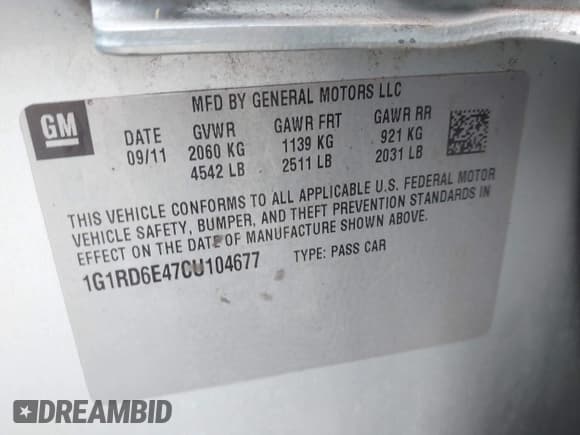 MFD BY GENERAL MOTORS LLC
GM
DATE GVWR GAWR FRT GAWR RR
09/11 2060 KG 1139 KG 921 KG
4542 LB 2511 LB 2031 LB
THIS VEHICLE CONFORMS TO ALL APPLICABLE U.S. FEDERAL MOTOR
VEHICLE SAFETY, BUMPER, AND THEFT PREVENTION STANDARDS IN
EFFECT ON THE DATE OF MANUFACTURE SHOWN ABOVE.
1G1RD6E47CU104677 TYPE: PASS CAR
DREAMBID